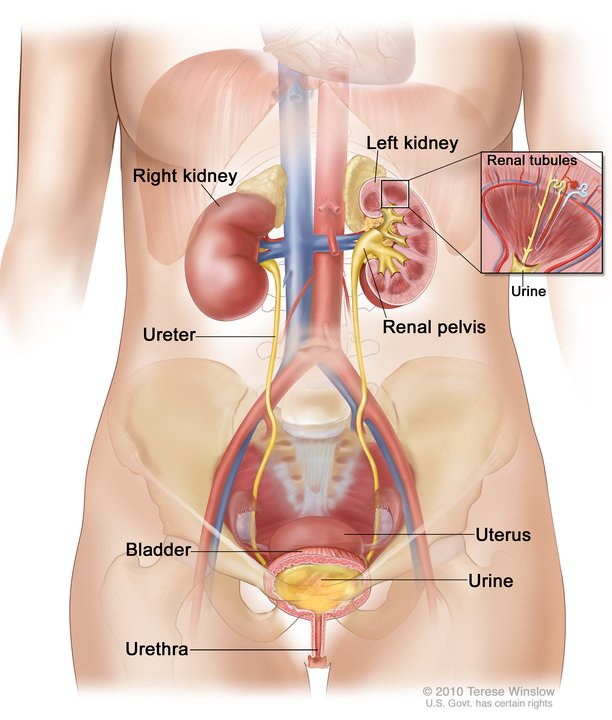 Left kidney
Renal tubules
Right kidney
Urine
Renal pelvis
Ureter
Uterus
Bladder
Urine
Urethra
© 2010 Terese Winslow
U.S. Govt. has certain rights